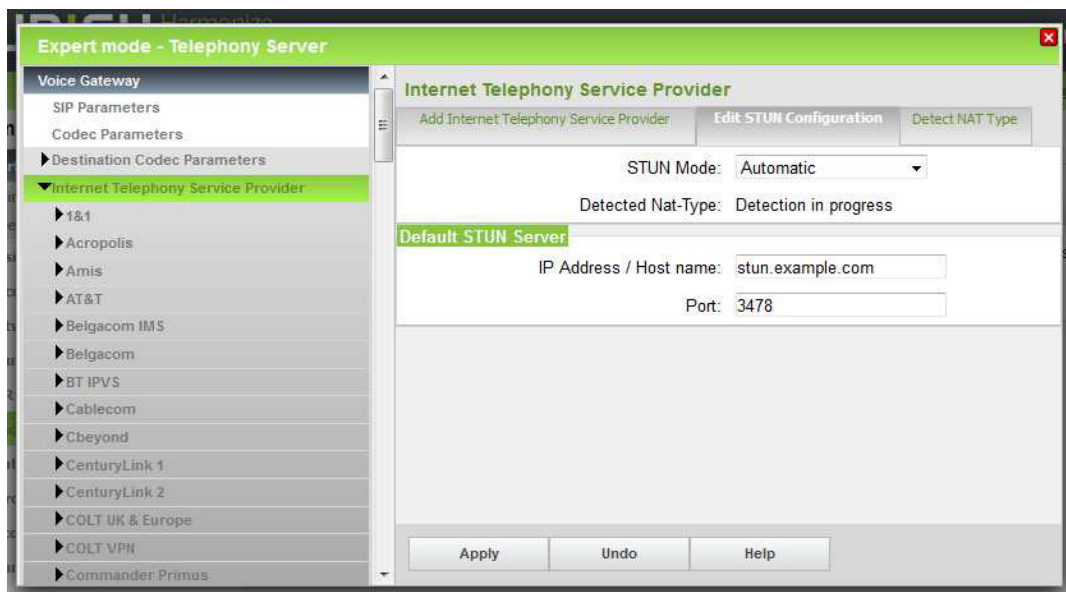 Harmonize
Expert mode - Telephony Server
Voice Gateway
SIP Parameters
Codec Parameters
Destination Codec Parameters
Internet Telephony Service Provider
1&1
Acropolis
Amis
AT&T
Belgacom IMS
Belgacom
BT IPVS
Cablecom
Cbeyond
CenturyLink 1
CenturyLink 2
COLT UK & Europe
COLT VPN
Commander Primus
Internet Telephony Service Provider
Add Internet Telephony Service Provider Edit STUN Configuration Detect NAT Type
STUN Mode: Automatic
Detected Nat-Type: Detection in progress
Default STUN Server
IP Address / Host name: stun.example.com
Port: 3478
Apply Undo Help